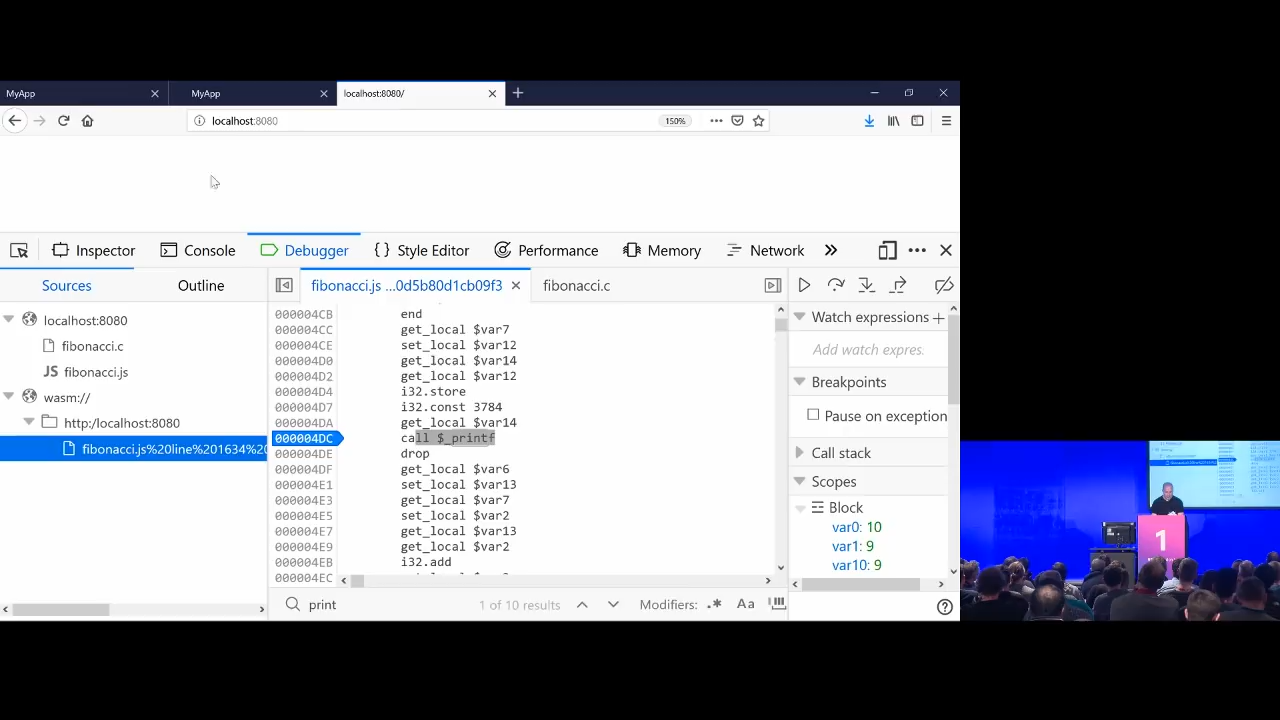 MyApp
MyApp
localhost:8080/
localhost:8080
150%
Inspector
Console
Debugger
{ } Style Editor
Performance
Memory
Network
Sources
Outline
fibonacci.js ...0d5b80d1cb09f3
fibonacci.c
localhost:8080
fibonacci.c
JS fibonacci.js
wasm://
http://localhost:8080
fibonacci.js%20line%201634%20
000004CB end
000004CC get_local $var7
000004CE set_local $var12
000004D0 get_local $var14
000004D2 get_local $var12
000004D4 i32.store
000004D7 i32.const 3784
000004DA get_local $var14
000004DC call $_printf
000004DE drop
000004DF get_local $var6
000004E1 set_local $var13
000004E3 get_local $var7
000004E5 set_local $var2
000004E7 get_local $var13
000004E9 get_local $var2
000004EB i32.add
000004EC
print
1 of 10 results
Modifiers:
.*
Aa
Watch expressions
Add watch expres.
Breakpoints
Pause on exception
Call stack
Scopes
Block
var0: 10
var1: 9
var10: 9
1